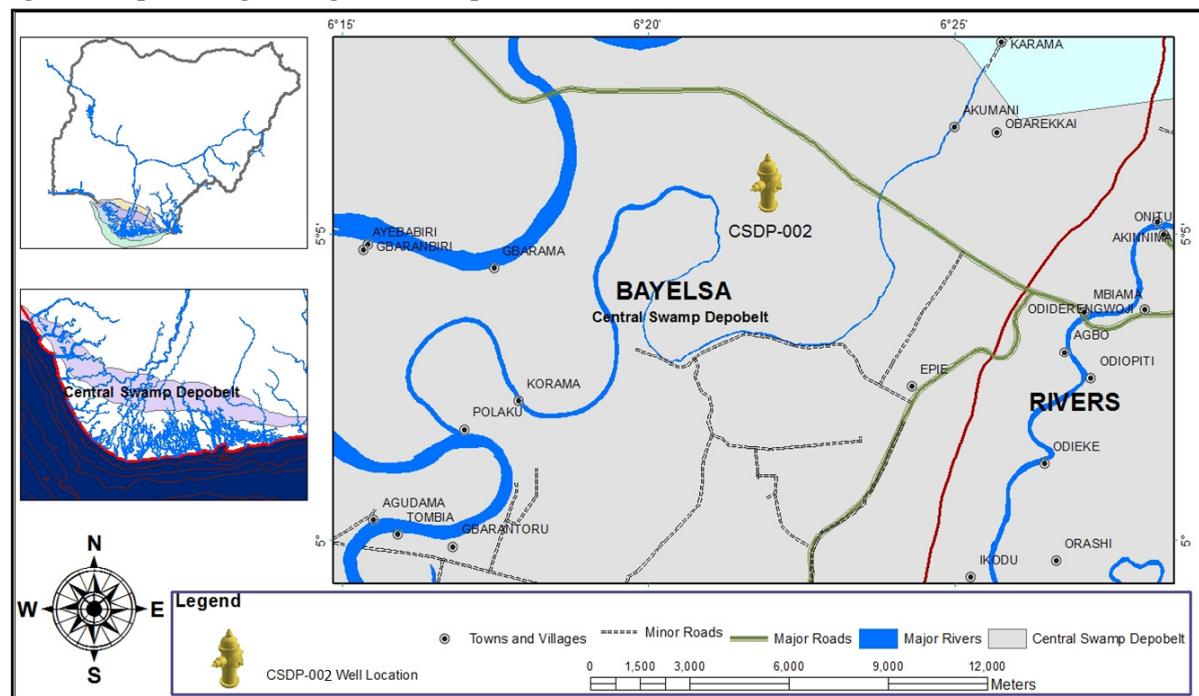 6°15'
6°20'
6°25'
KARAMA
AKUMANI
OBAREKKAI
CSDP-002
5°5'
5°5'
ONITU
AKINNIMA
AYEBABIRI
GBARANBIRI
GBARAMA
BAYELSA
Central Swamp Depobelt
MBIAMA
ODIDERENGWOJI
AGBO
ODIOPITI
EPIE
RIVERS
KORAMA
POLAKU
Central Swamp Depobelt
ODIEKE
AGUDAMA
TOMBIA
GBARANTORU
5°
5°
IKODU
ORASHI
N
W
E
S
Legend
CSDP-002 Well Location
Towns and Villages
Minor Roads
Major Roads
Major Rivers
Central Swamp Depobelt
0 1,500 3,000 6,000 9,000 12,000
Meters